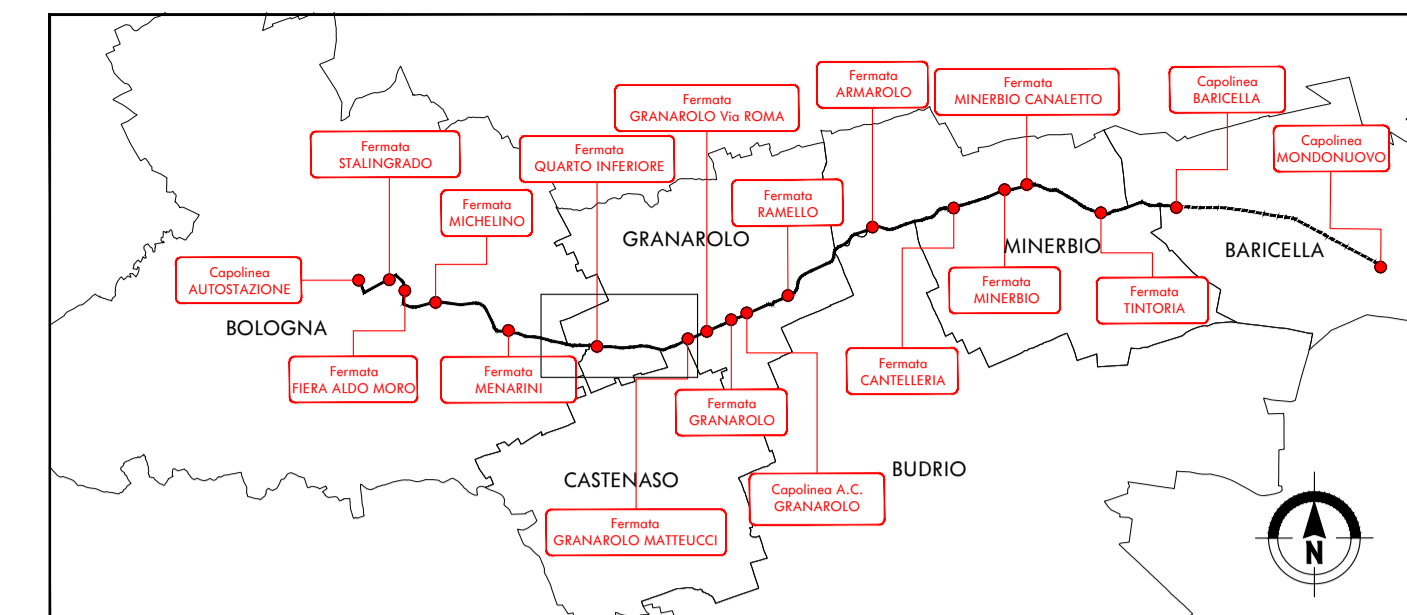 Fermata
ARMAROLO
Fermata
MINERBIO CANALETTO
Capolinea
BARICELLA
Fermata
GRANAROLO Via ROMA
Capolinea
MONDONUOVO
Fermata
STALINGRADO
Fermata
QUARTO INFERIORE
Fermata
MICHELINO
Fermata
RAMELLO
GRANAROLO
MINERBIO
BARICELLA
Capolinea
AUTOSTAZIONE
Fermata
MINERBIO
Fermata
TINTORIA
BOLOGNA
Fermata
FIERA ALDO MORO
Fermata
MENARINI
Fermata
CANTELLERIA
Fermata
GRANAROLO
CASTENASO
BUDRIO
Capolinea A.C.
GRANAROLO
Fermata
GRANAROLO MATTEUCCI
N